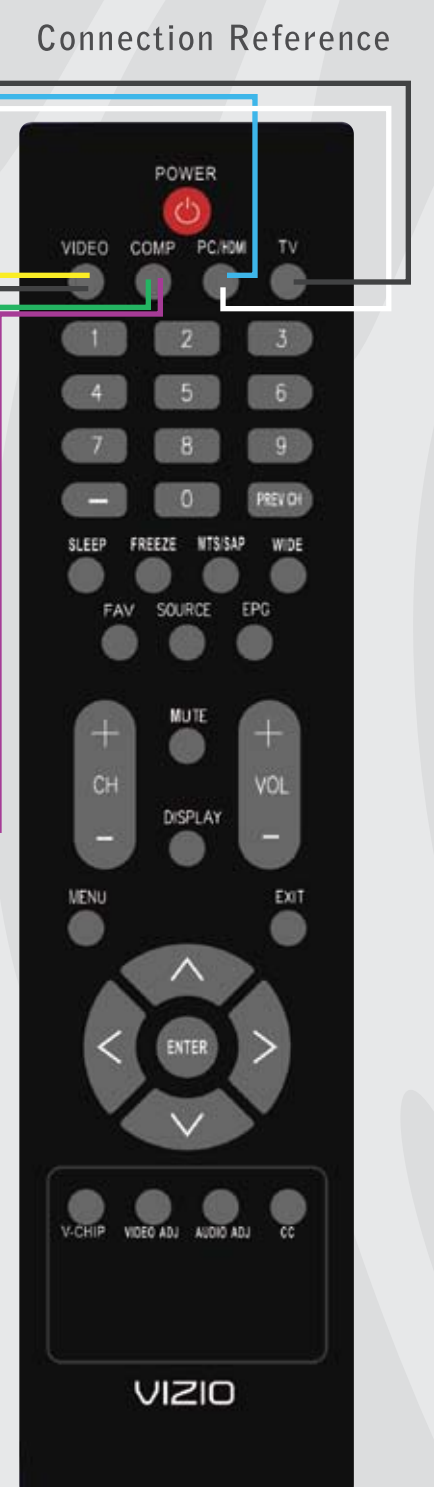 Connection Reference
POWER
VIDEO COMP PC/HDMI TV
1 2 3
4 5 6
7 8 9
— 0 PREV CH
SLEEP FREEZE MTS/SAP WIDE
FAV SOURCE EPG
+ MUTE +
CH VOL
- DISPLAY -
MENU EXIT
ENTER
V-CHIP VIDEO ADJ AUDIO ADJ CC
VIZIO